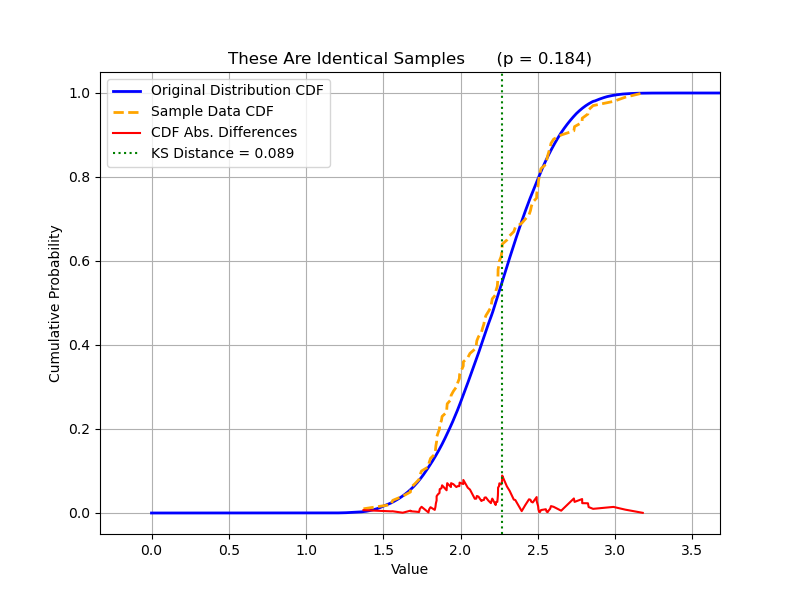 These Are Identical Samples (p = 0.184)
Original Distribution CDF
Sample Data CDF
CDF Abs. Differences
KS Distance = 0.089
1.0
0.8
0.6
0.4
0.2
0.0
Cumulative Probability
0.0 0.5 1.0 1.5 2.0 2.5 3.0 3.5
Value